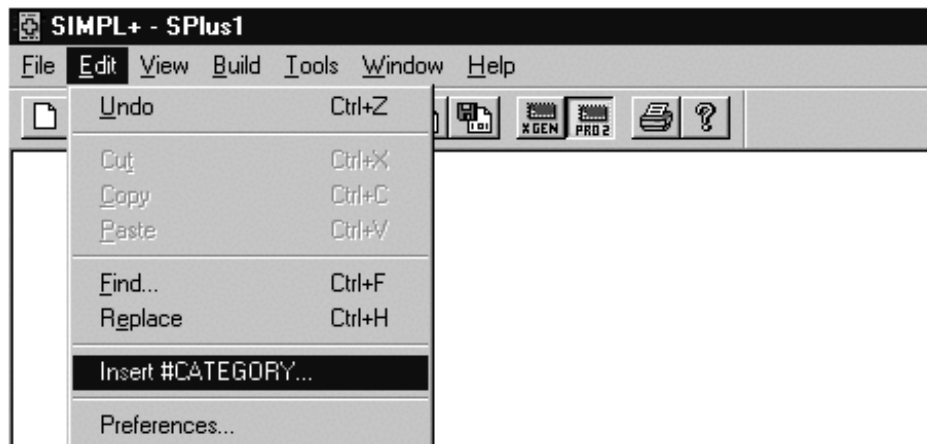 SIMPL+ - SPlus1
File Edit View Build Tools Window Help
XGEN PRO2
Undo Ctrl+Z
Cut Ctrl+X
Copy Ctrl+C
Paste Ctrl+V
Find... Ctrl+F
Replace Ctrl+H
Insert #CATEGORY...
Preferences...